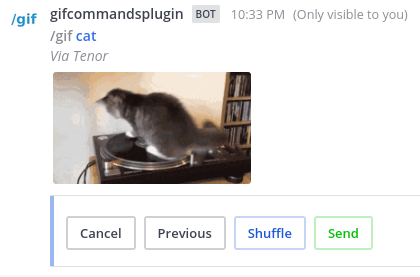 /gif gifcommandsplugin BOT 10:33 PM (Only visible to you)
/gif cat
Via Tenor
Cancel Previous Shuffle Send